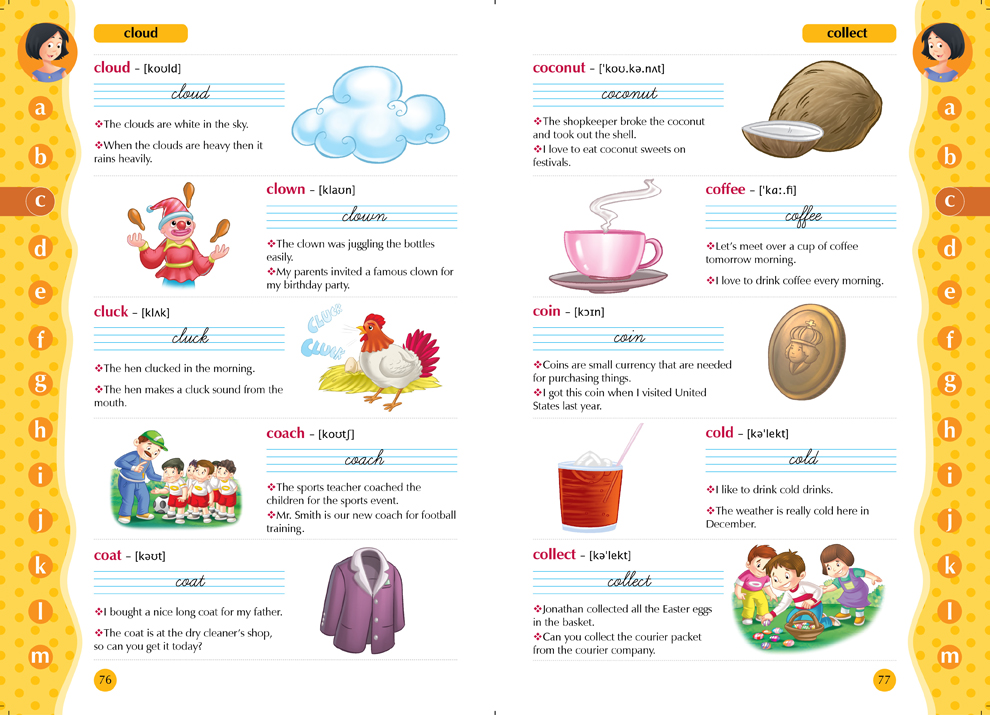 cloud
cloud – [koʊld]
cloud
❖The clouds are white in the sky.
❖When the clouds are heavy then it
rains heavily.
clown – [klaʊn]
clown
❖The clown was juggling the bottles
easily.
❖My parents invited a famous clown for
my birthday party.
cluck – [klʌk]
cluck
❖The hen clucked in the morning.
❖The hen makes a cluck sound from the
mouth.
CLUCK
CLUCK
coach – [koʊtʃ]
coach
❖The sports teacher coached the
children for the sports event.
❖Mr. Smith is our new coach for football
training.
coat – [kəʊt]
coat
❖I bought a nice long coat for my father.
❖The coat is at the dry cleaner's shop,
so can you get it today?
a
b
c
d
e
f
g
h
i
j
k
l
m
76
collect
coconut – ['koʊ.kə.nʌt]
coconut
❖The shopkeeper broke the coconut
and took out the shell.
❖I love to eat coconut sweets on
festivals.
coffee – ['kɑː.fi]
coffee
❖Let's meet over a cup of coffee
tomorrow morning.
❖I love to drink coffee every morning.
coin – [kɔɪn]
coin
❖Coins are small currency that are needed
for purchasing things.
❖I got this coin when I visited United
States last year.
cold – [kə'lekt]
cold
❖I like to drink cold drinks.
❖The weather is really cold here in
December.
collect – [kə'lekt]
collect
❖Jonathan collected all the Easter eggs
in the basket.
❖Can you collect the courier packet
from the courier company.
a
b
c
d
e
f
g
h
i
j
k
l
m
77